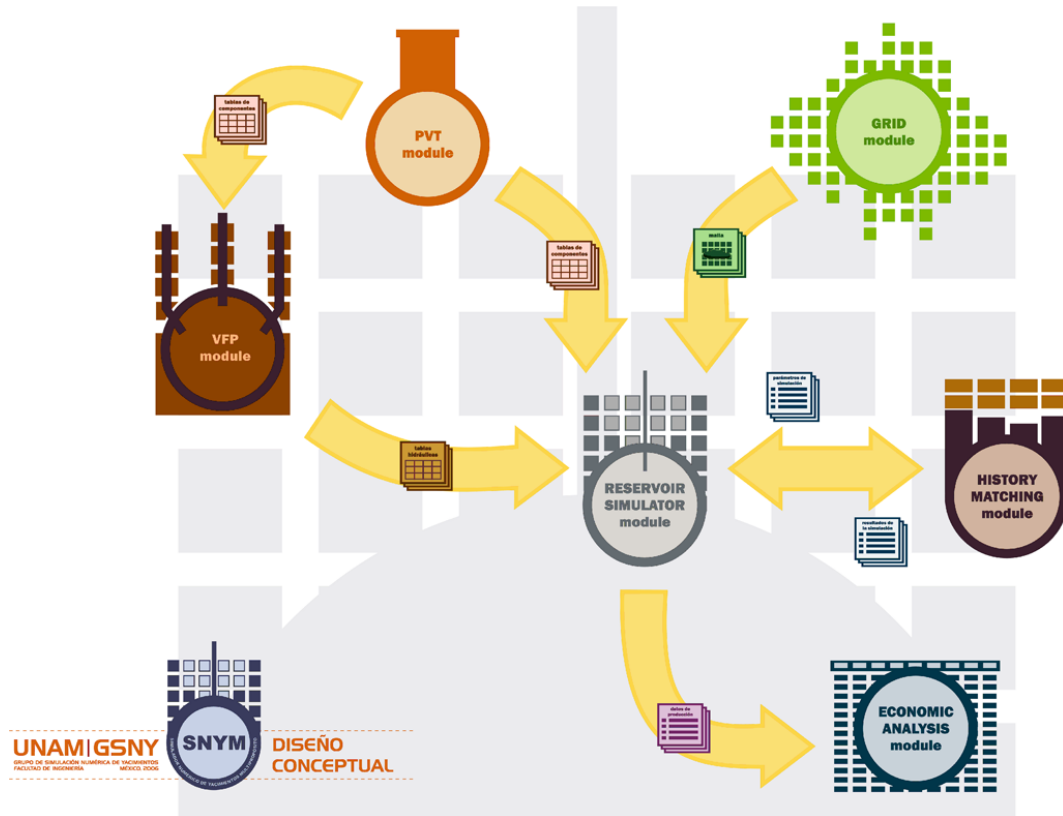 tablas de
componentes
PVT
module
GRID
module
tablas de
componentes
malla
VFP
module
parámetros de
simulación
tablas
hidráulicas
RESERVOIR
SIMULATOR
module
HISTORY
MATCHING
module
resultados de
la simulación
datos de
producción
ECONOMIC
ANALYSIS
module
UNAM|GSNY
GRUPO DE SIMULACIÓN NUMÉRICA DE YACIMIENTOS
FACULTAD DE INGENIERÍA MÉXICO, 2006
SNYM
DISEÑO
CONCEPTUAL